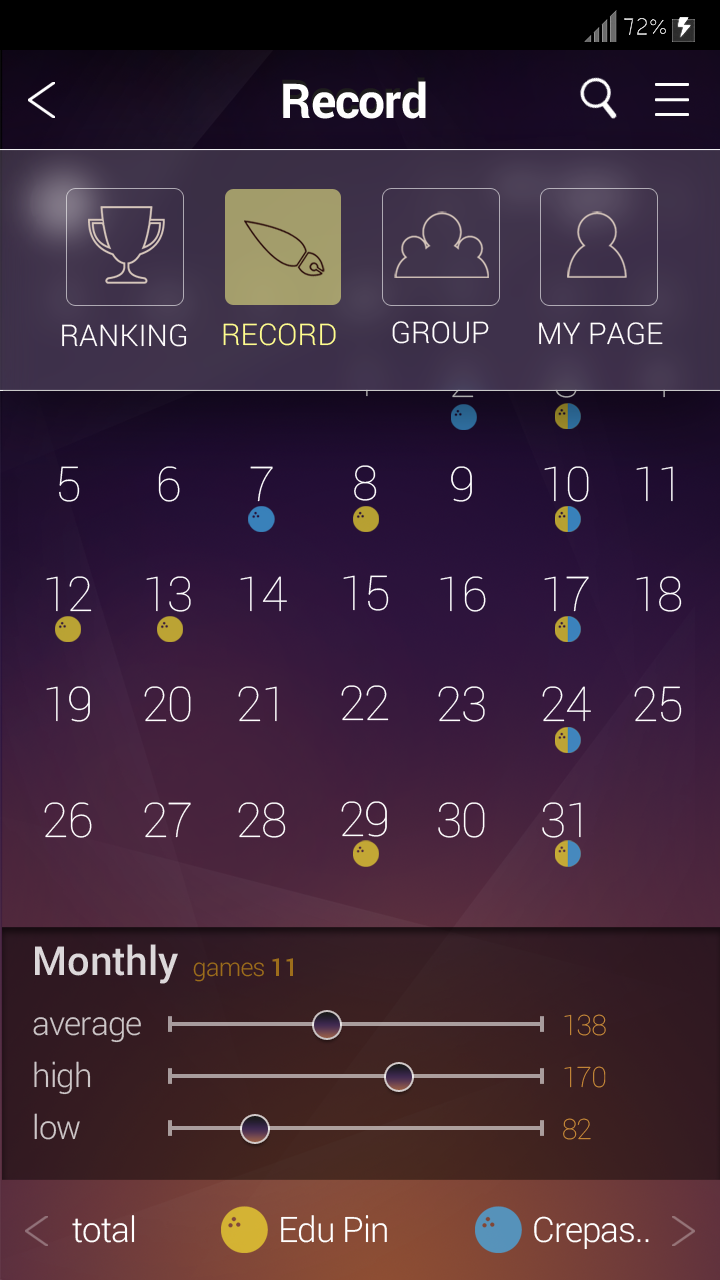 72%
Record
RANKING RECORD GROUP MY PAGE
5 6 7 8 9 10 11
12 13 14 15 16 17 18
19 20 21 22 23 24 25
26 27 28 29 30 31
Monthly games 11
average 138
high 170
low 82
total Edu Pin Crepas..